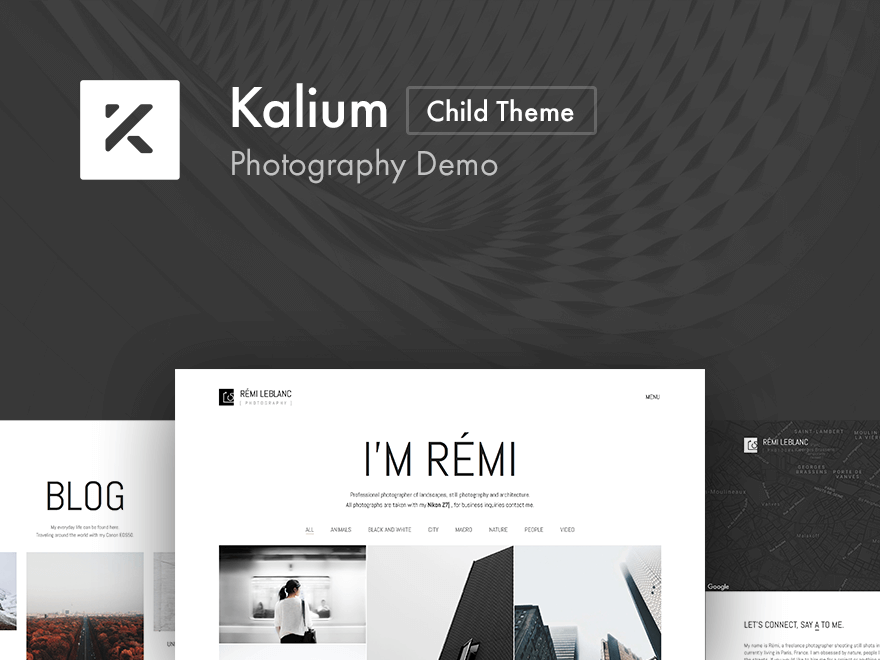 Kalium
Child Theme
Photography Demo
RÉMI LEBLANC
[ PHOTOGRAPHY ]
MENU
I'M RÉMI
Professional photographer of landscapes, still photography and architecture.
All photographs are taken with my Nikon Z7|, for business inquiries contact me.
ALL ANIMALS BLACK AND WHITE CITY MACRO NATURE PEOPLE VIDEO
BLOG
My everyday life can be found here.
Traveling around the world with my Canon
RÉMI LEBLANC
SAINT-LAMBERT
Google
LET'S CONNECT, SAY A TO ME.
My name is Rémi, a freelance photographer shooting still shots
currently living in Paris, France. I am obsessed by nature, people